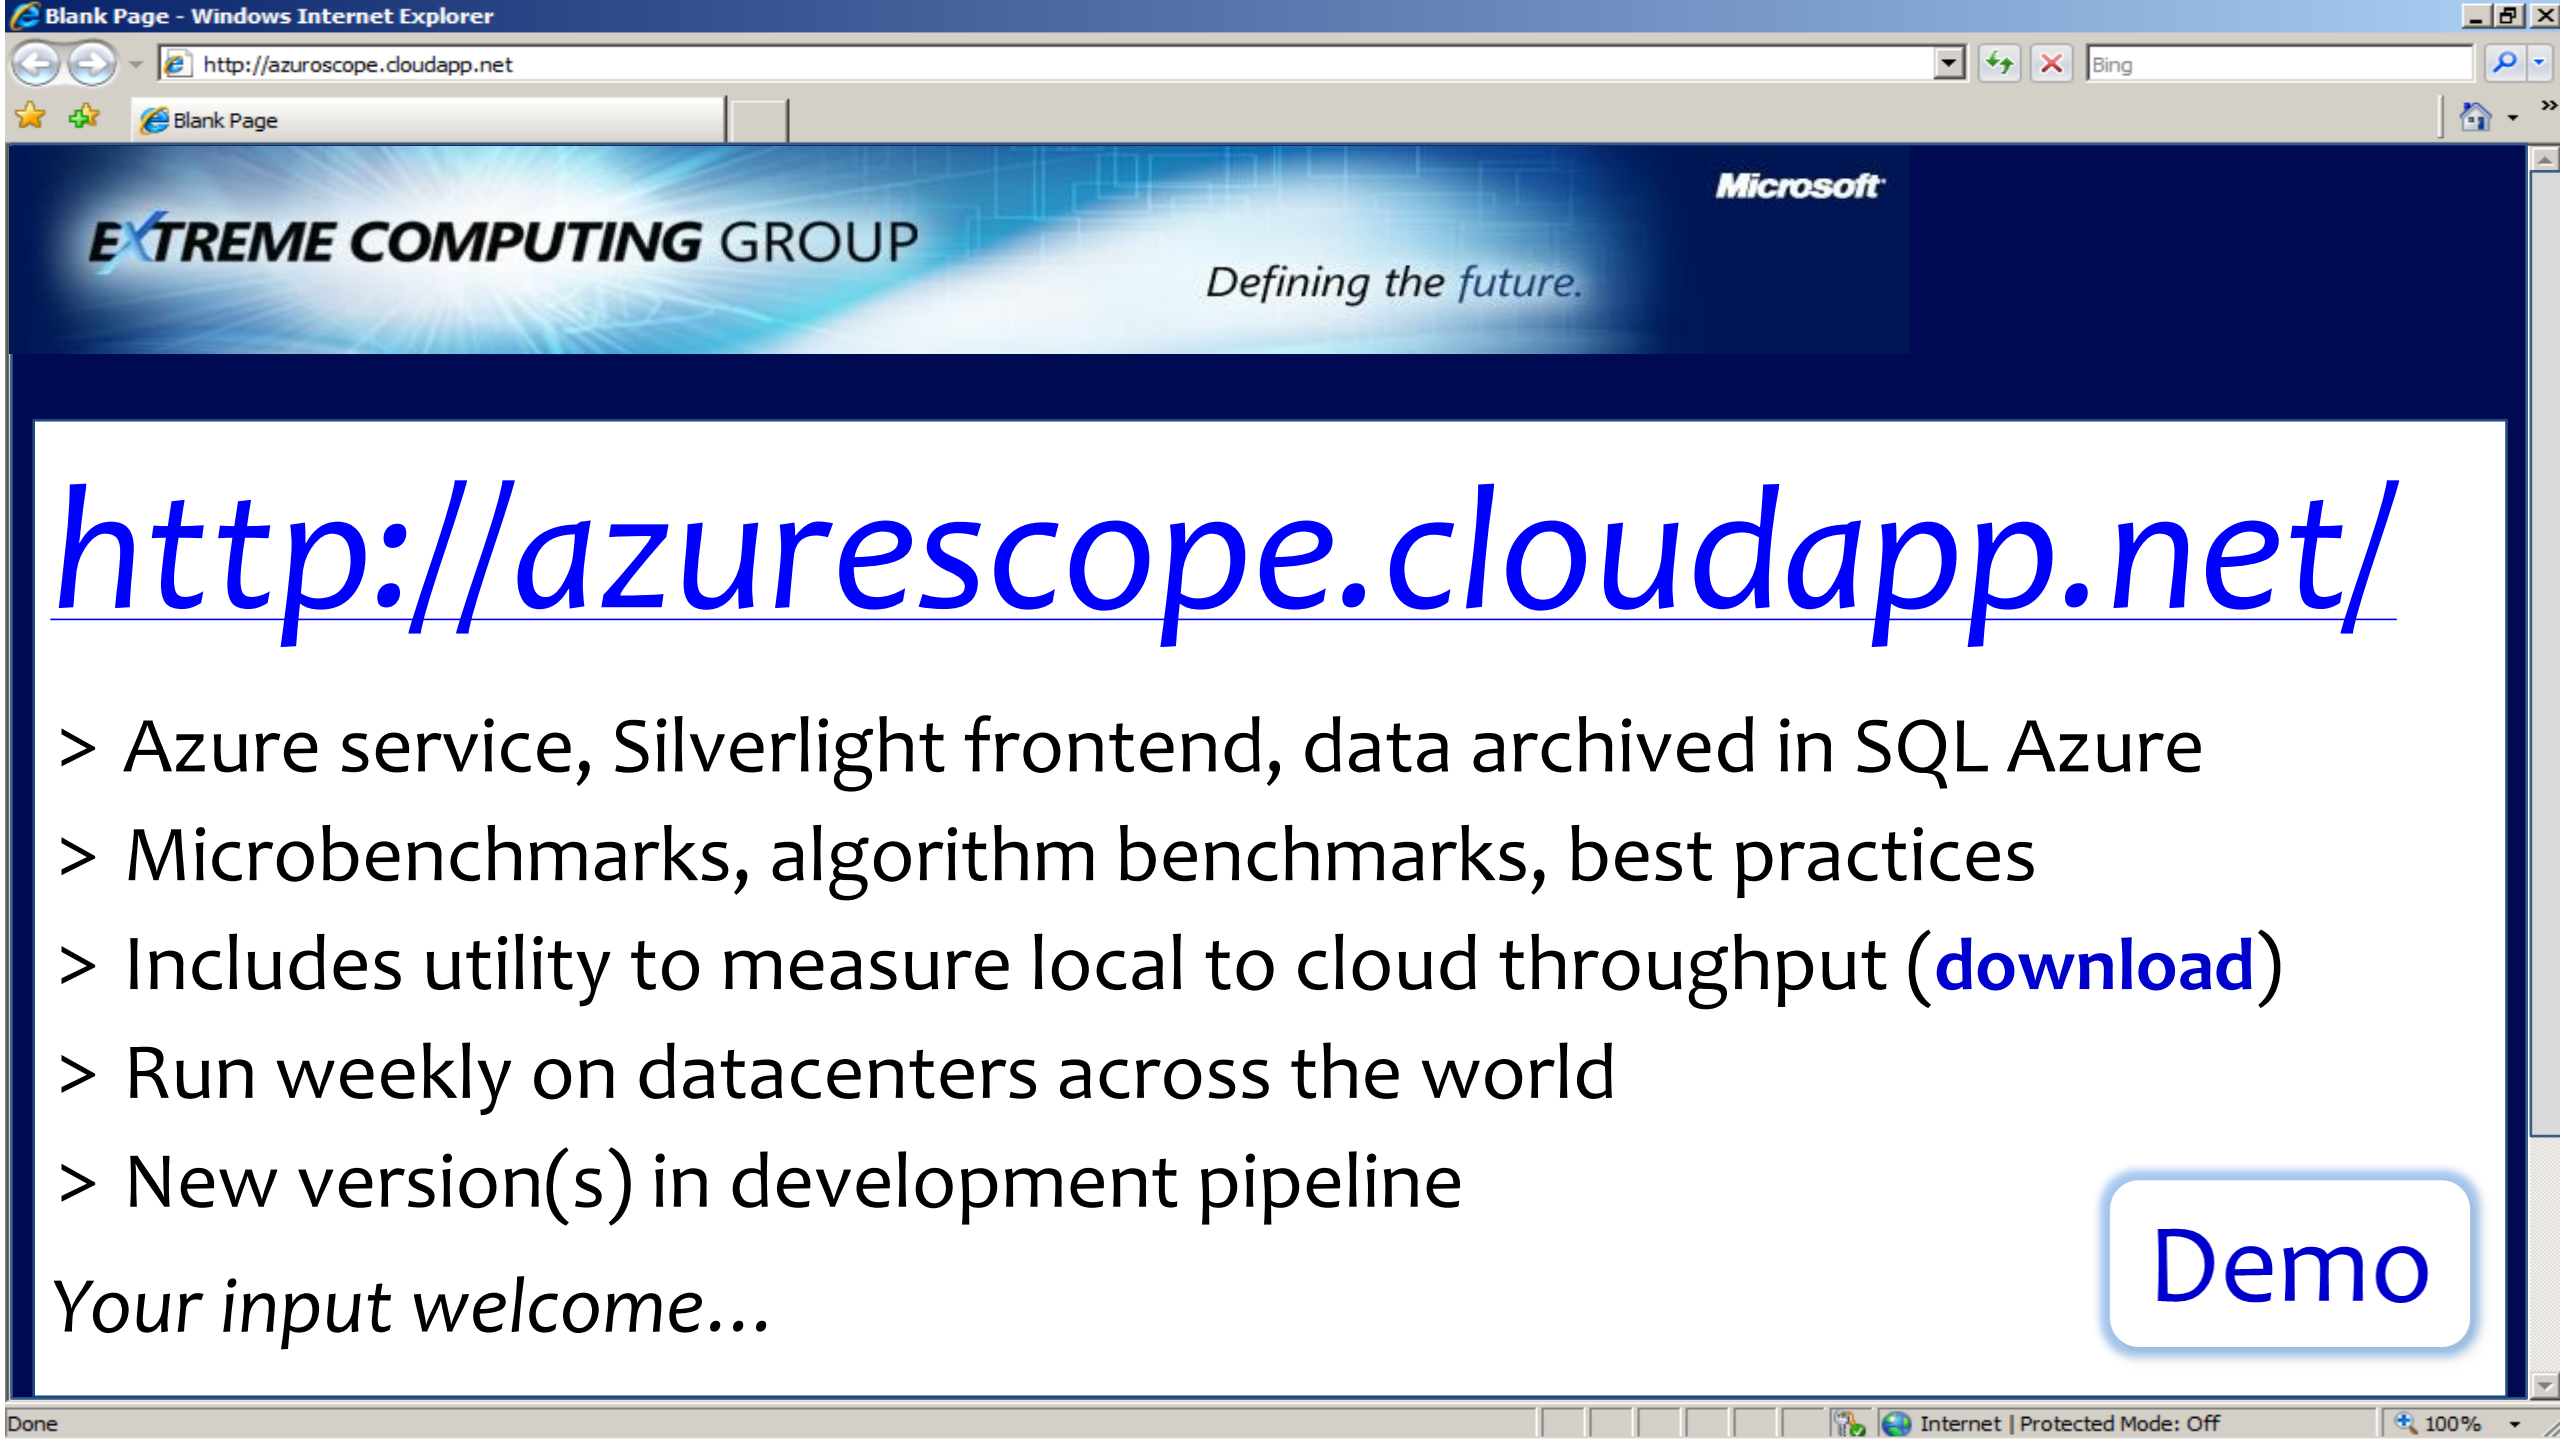 Blank Page - Windows Internet Explorer
http://azuroscope.cloudapp.net
Bing
Blank Page
Microsoft
EXTREME COMPUTING GROUP
Defining the future.
http://azurescope.cloudapp.net/
> Azure service, Silverlight frontend, data archived in SQL Azure
> Microbenchmarks, algorithm benchmarks, best practices
> Includes utility to measure local to cloud throughput (download)
> Run weekly on datacenters across the world
> New version(s) in development pipeline
Demo
Your input welcome...
Done
Internet | Protected Mode: Off
100%